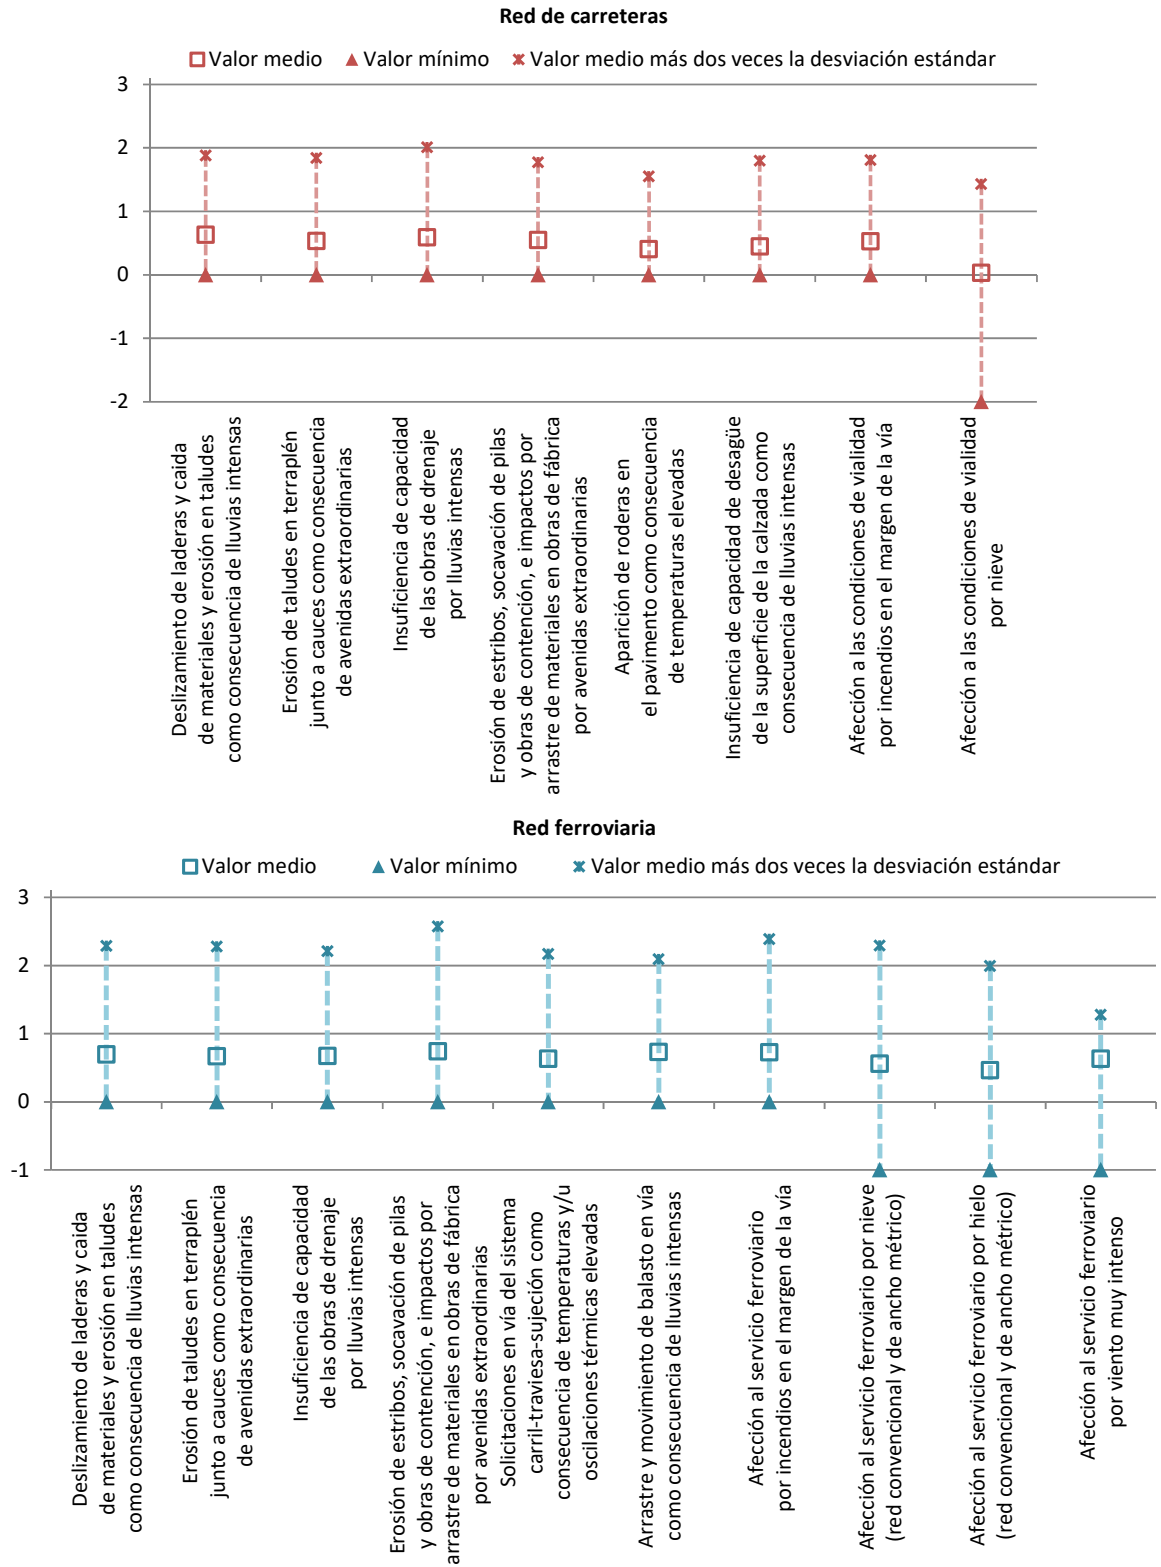 Red de carreteras
Valor medio
Valor mínimo
Valor medio más dos veces la desviación estándar
3
2
1
0
-1
-2
Deslizamiento de laderas y caida
de materiales y erosión en taludes
como consecuencia de lluvias intensas
Erosión de taludes en terraplén
junto a cauces como consecuencia
de avenidas extraordinarias
Insuficiencia de capacidad
de las obras de drenaje
por lluvias intensas
Erosión de estribos, socavación de pilas
y obras de contención, e impactos por
arrastre de materiales en obras de fábrica
por avenidas extraordinarias
Aparición de roderas en
el pavimento como consecuencia
de temperaturas elevadas
Insuficiencia de capacidad de desagüe
de la superficie de la calzada como
consecuencia de lluvias intensas
Afección a las condiciones de vialidad
por incendios en el margen de la vía
Afección a las condiciones de vialidad
por nieve
Red ferroviaria
Valor medio
Valor mínimo
Valor medio más dos veces la desviación estándar
3
2
1
0
-1
Deslizamiento de laderas y caida
de materiales y erosión en taludes
como consecuencia de lluvias intensas
Erosión de taludes en terraplén
junto a cauces como consecuencia
de avenidas extraordinarias
Insuficiencia de capacidad
de las obras de drenaje
por lluvias intensas
Erosión de estribos, socavación de pilas
y obras de contención, e impactos por
arrastre de materiales en obras de fábrica
por avenidas extraordinarias
Solicitaciones en vía del sistema
carril-traviesa-sujeción como
consecuencia de temperaturas y/u
oscilaciones térmicas elevadas
Arrastre y movimiento de balasto en vía
como consecuencia de lluvias intensas
Afección al servicio ferroviario
por incendios en el margen de la vía
Afección al servicio ferroviario por nieve
(red convencional y de ancho métrico)
Afección al servicio ferroviario por hielo
(red convencional y de ancho métrico)
Afección al servicio ferroviario
por viento muy intenso